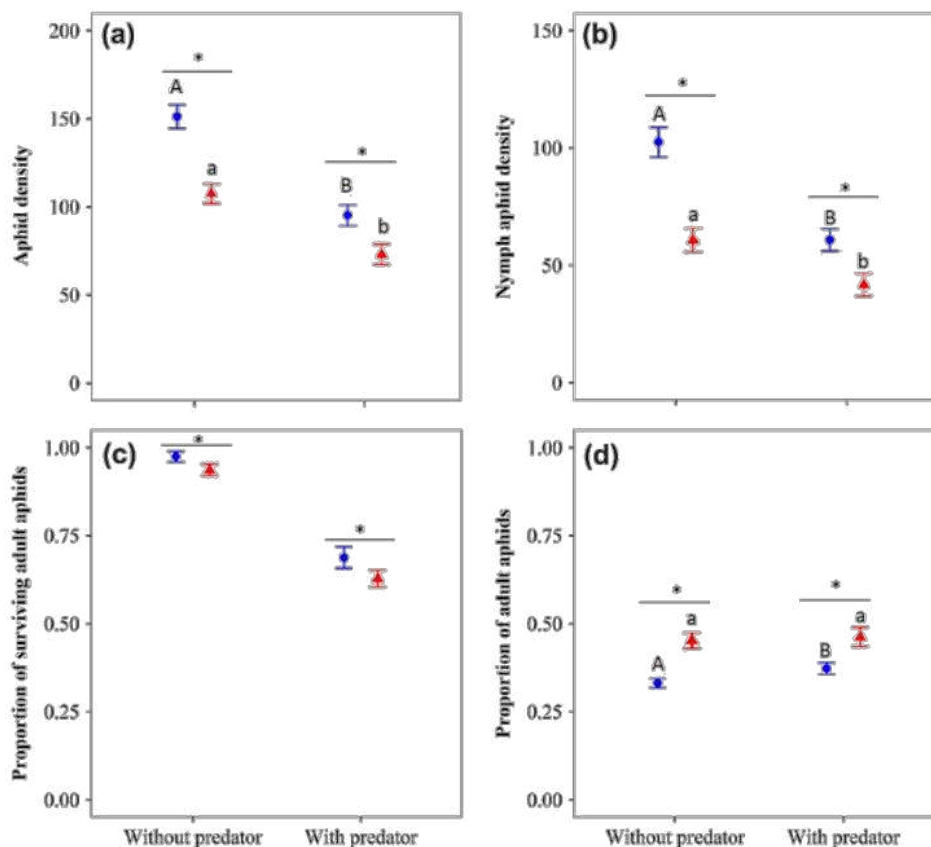 (a)
Aphid density
200
150
100
50
0
*
A
a
*
B
b
(b)
Nymph aphid density
150
100
50
0
*
A
a
*
B
b
(c)
Proportion of surviving adult aphids
1.00
0.75
0.50
0.25
0.00
*
*
Without predator
With predator
(d)
Proportion of adult aphids
1.00
0.75
0.50
0.25
0.00
*
A
a
*
B
a
Without predator
With predator